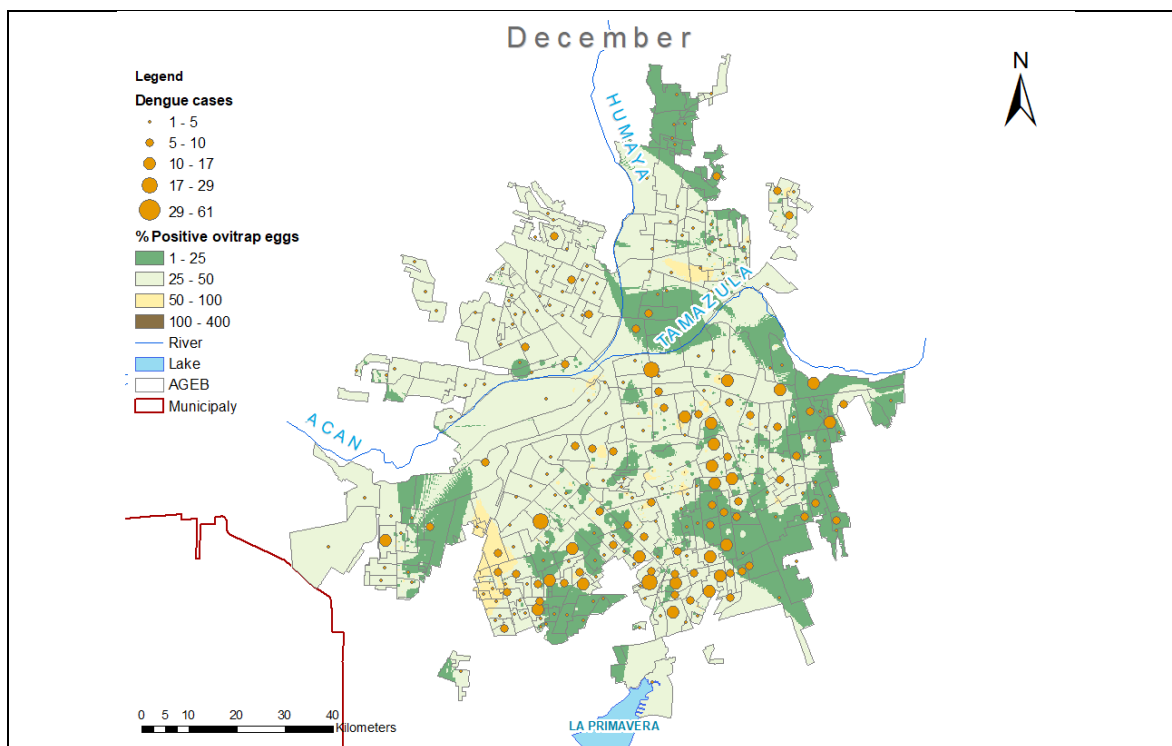 December
N
Legend
Dengue cases
1 - 5
5 - 10
10 - 17
17 - 29
29 - 61
% Positive ovitrap eggs
1 - 25
25 - 50
50 - 100
100 - 400
River
Lake
AGEB
Municipaly
HUMAYA
TAMAZULA
ACAN
LA PRIMAVERA
0 5 10 20 30 40
Kilometers